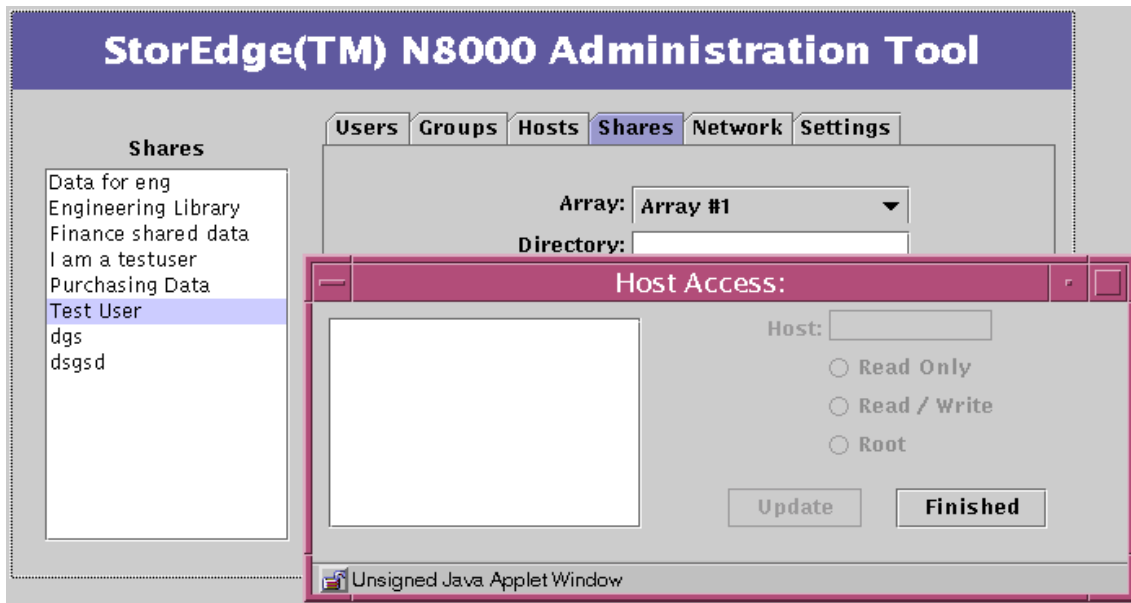 StorEdge(TM) N8000 Administration Tool
Shares
Data for eng
Engineering Library
Finance shared data
I am a testuser
Purchasing Data
Test User
dgs
dsgsd
Users Groups Hosts Shares Network Settings
Array: Array #1
Directory:
Host Access:
Host:
Read Only
Read / Write
Root
Update Finished
Unsigned Java Applet Window